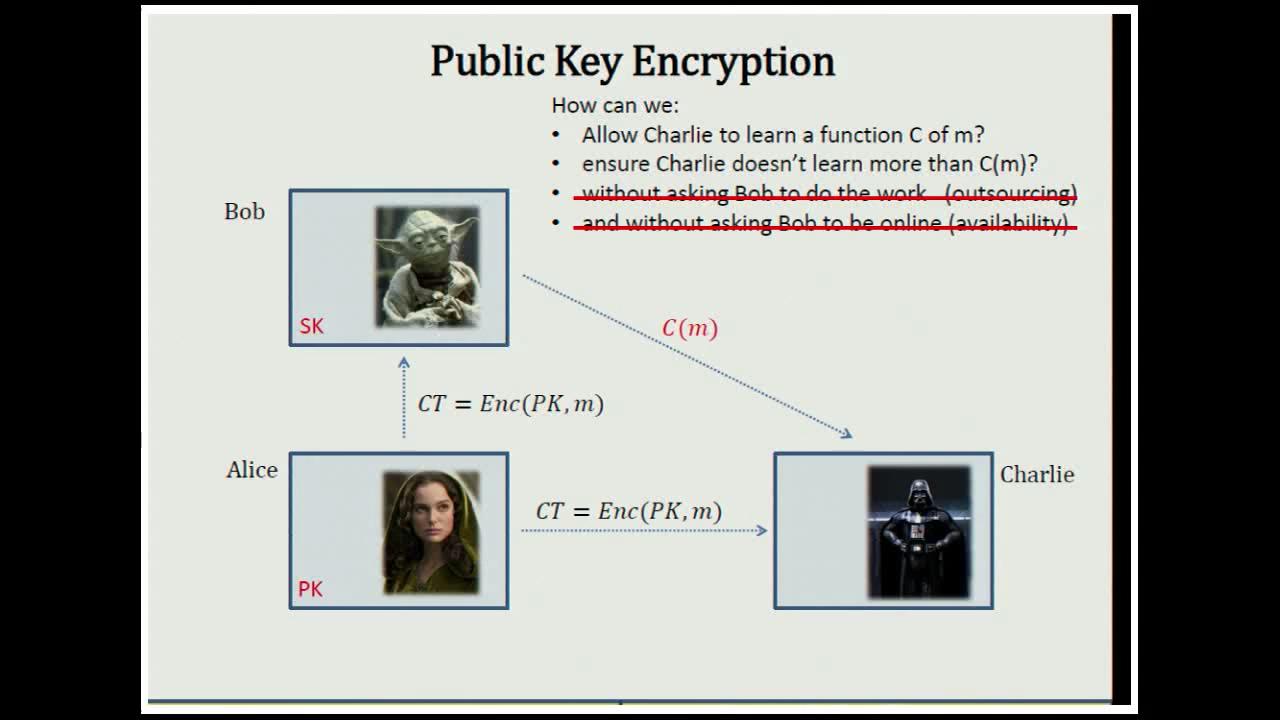 Public Key Encryption
How can we:
• Allow Charlie to learn a function C of m?
• ensure Charlie doesn't learn more than C(m)?
• without asking Bob to do the work (outsourcing)
• and without asking Bob to be online (availability)
Bob
SK
C(m)
CT = Enc(PK, m)
Alice
PK
CT = Enc(PK, m)
Charlie